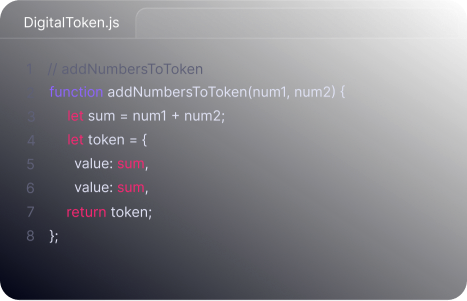 DigitalToken.js
1 // addNumbersToToken
function addNumbersToToken(num1, num2) {
3 let sum = num1 + num2;
4 let token = {
5 value: sum,
6 value: sum,
7 return token;
8 };